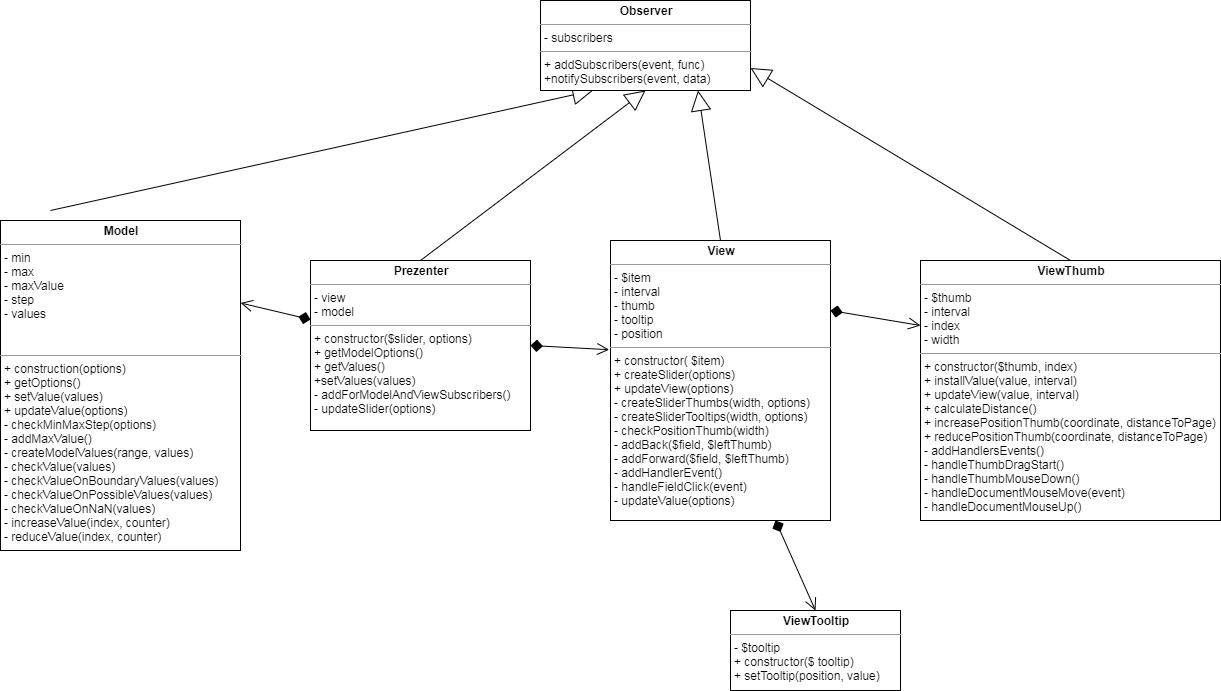 Observer
- subscribers
+ addSubscribers(event, func)
+notifySubscribers(event, data)
Model
- min
- max
- maxValue
- step
- values
+ construction(options)
+ getOptions()
+ setValue(values)
+ updateValue(options)
- checkMinMaxStep(options)
- addMaxValue()
- createModelValues(range, values)
- checkValue(values)
- checkValueOnBoundaryValues(values)
- checkValueOnPossibleValues(values)
- checkValueOnNaN(values)
- increaseValue(index, counter)
- reduceValue(index, counter)
Prezenter
- view
- model
+ constructor($slider, options)
+ getModelOptions()
+ getValues()
+setValues(values)
- addForModelAndViewSubscribers()
- updateSlider(options)
View
- $item
- interval
- thumb
- tooltip
- position
+ constructor( $item)
+ createSlider(options)
+ updateView(options)
- createSliderThumbs(width, options)
- createSliderTooltips(width, options)
- checkPositionThumb(width)
- addBack($field, $leftThumb)
- addForward($field, $leftThumb)
- addHandlerEvent()
- handleFieldClick(event)
- updateValue(options)
ViewThumb
- $thumb
- interval
- index
- width
+ constructor($thumb, index)
+ installValue(value, interval)
+ updateView(value, interval)
+ calculateDistance()
+ increasePositionThumb(coordinate, distanceToPage)
+ reducePositionThumb(coordinate, distanceToPage)
- addHandlersEvents()
- handleThumbDragStart()
- handleThumbMouseDown()
- handleDocumentMouseMove(event)
- handleDocumentMouseUp()
ViewTooltip
- $tooltip
+ constructor($ tooltip)
+ setTooltip(position, value)